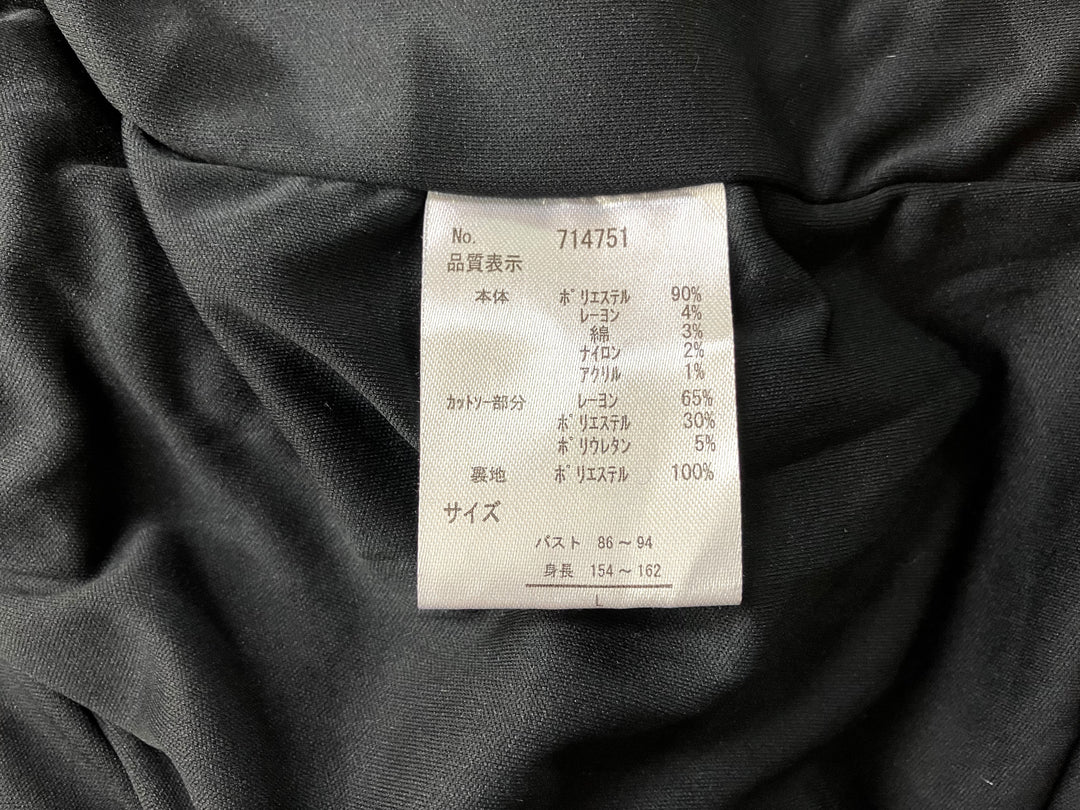 No. 714751
品質表示
本体 ﾎﾟﾘｴｽﾃﾙ 90%
ﾚｰﾖﾝ 4%
綿 3%
ﾅｲﾛﾝ 2%
ｱｸﾘﾙ 1%
ｶｯﾄｿｰ部分 ﾚｰﾖﾝ 65%
ﾎﾟﾘｴｽﾃﾙ 30%
ﾎﾟﾘｳﾚﾀﾝ 5%
裏地 ﾎﾟﾘｴｽﾃﾙ 100%
サイズ
バスト 86～94
身長 154～162
L